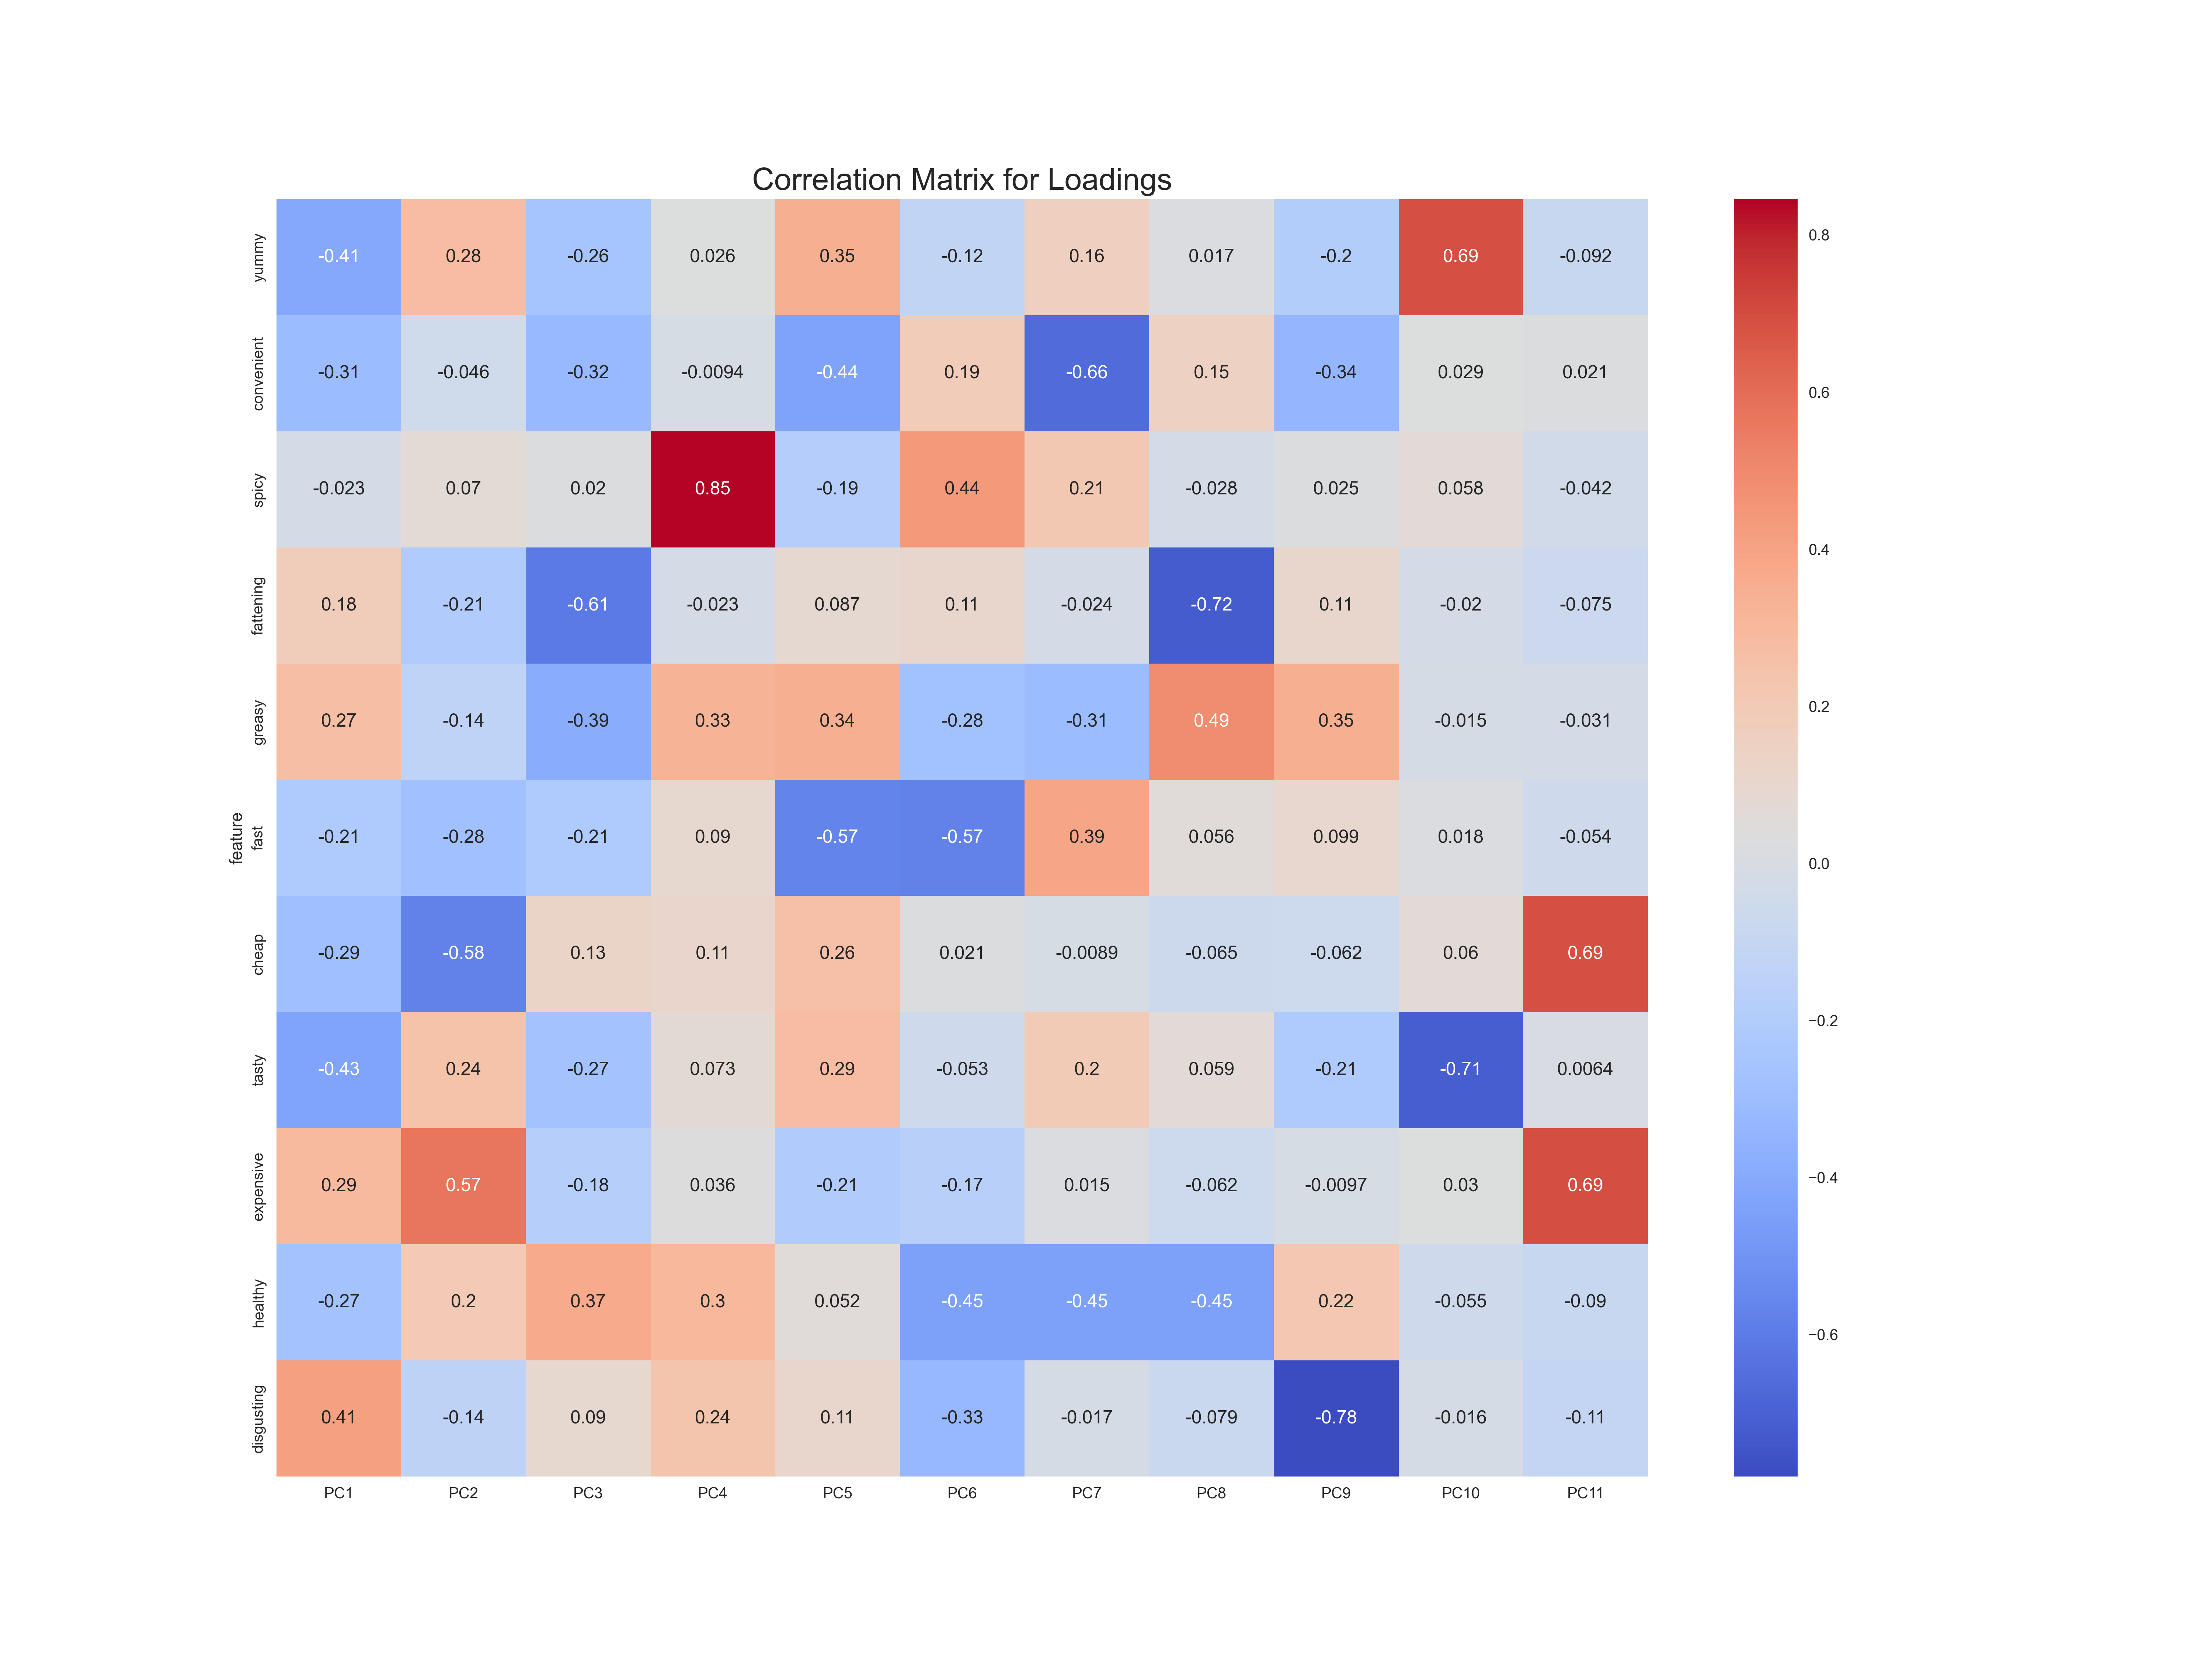 Correlation Matrix for Loadings
yummy -0.41 0.28 -0.26 0.026 0.35 -0.12 0.16 0.017 -0.2 0.69 -0.092
convenient -0.31 -0.046 -0.32 -0.0094 -0.44 0.19 -0.66 0.15 -0.34 0.029 0.021
spicy -0.023 0.07 0.02 0.85 -0.19 0.44 0.21 -0.028 0.025 0.058 -0.042
fattening 0.18 -0.21 -0.61 -0.023 0.087 0.11 -0.024 -0.72 0.11 -0.02 -0.075
greasy 0.27 -0.14 -0.39 0.33 0.34 -0.28 -0.31 0.49 0.35 -0.015 -0.031
feature
fast -0.21 -0.28 -0.21 0.09 -0.57 -0.57 0.39 0.056 0.099 0.018 -0.054
cheap -0.29 -0.58 0.13 0.11 0.26 0.021 -0.0089 -0.065 -0.062 0.06 0.69
tasty -0.43 0.24 -0.27 0.073 0.29 -0.053 0.2 0.059 -0.21 -0.71 0.0064
expensive 0.29 0.57 -0.18 0.036 -0.21 -0.17 0.015 -0.062 -0.0097 0.03 0.69
healthy -0.27 0.2 0.37 0.3 0.052 -0.45 -0.45 -0.45 0.22 -0.055 -0.09
disgusting 0.41 -0.14 0.09 0.24 0.11 -0.33 -0.017 -0.079 -0.78 -0.016 -0.11
PC1 PC2 PC3 PC4 PC5 PC6 PC7 PC8 PC9 PC10 PC11
0.8
0.6
0.4
0.2
0.0
−0.2
−0.4
−0.6